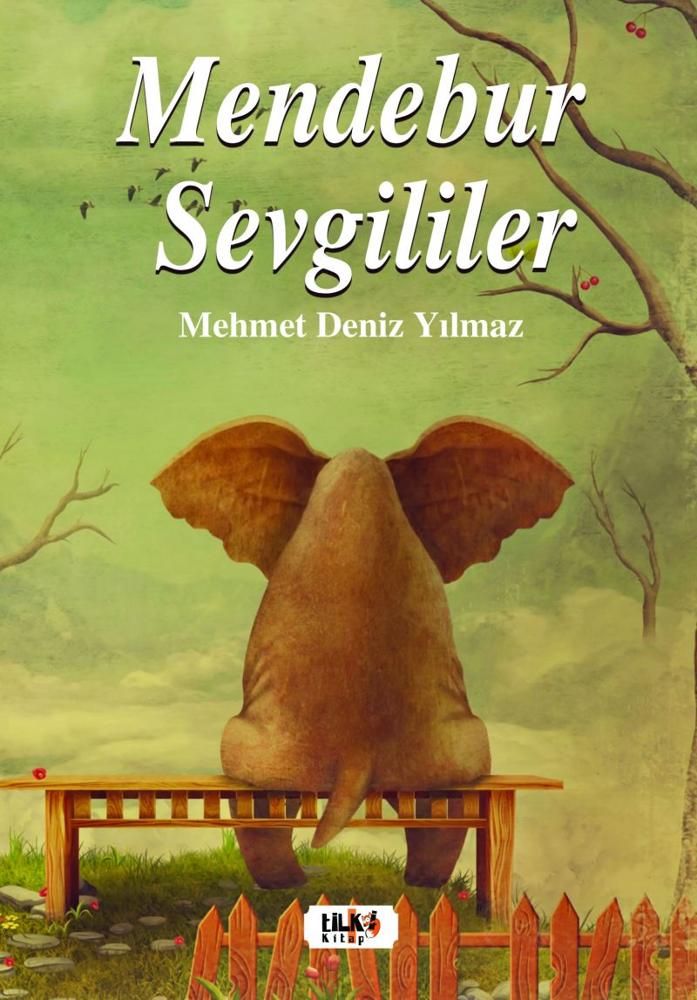 Mendebur
Sevgililer
Mehmet Deniz Yılmaz
tiLKi
Kitap